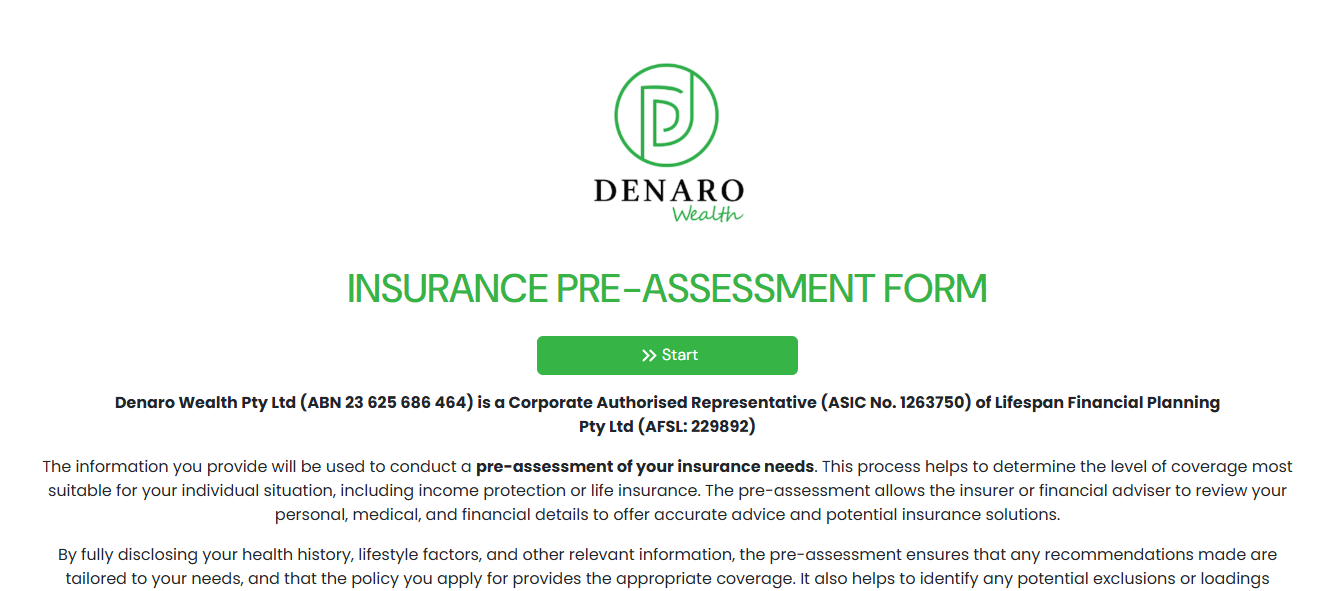 DENARO
Wealth
INSURANCE PRE-ASSESSMENT FORM
Start
Denaro Wealth Pty Ltd (ABN 23 625 686 464) is a Corporate Authorised Representative (ASIC No. 1263750) of Lifespan Financial Planning
Pty Ltd (AFSL: 229892)
The information you provide will be used to conduct a pre-assessment of your insurance needs. This process helps to determine the level of coverage most
suitable for your individual situation, including income protection or life insurance. The pre-assessment allows the insurer or financial adviser to review your
personal, medical, and financial details to offer accurate advice and potential insurance solutions.
By fully disclosing your health history, lifestyle factors, and other relevant information, the pre-assessment ensures that any recommendations made are
tailored to your needs, and that the policy you apply for provides the appropriate coverage. It also helps to identify any potential exclusions or loadings